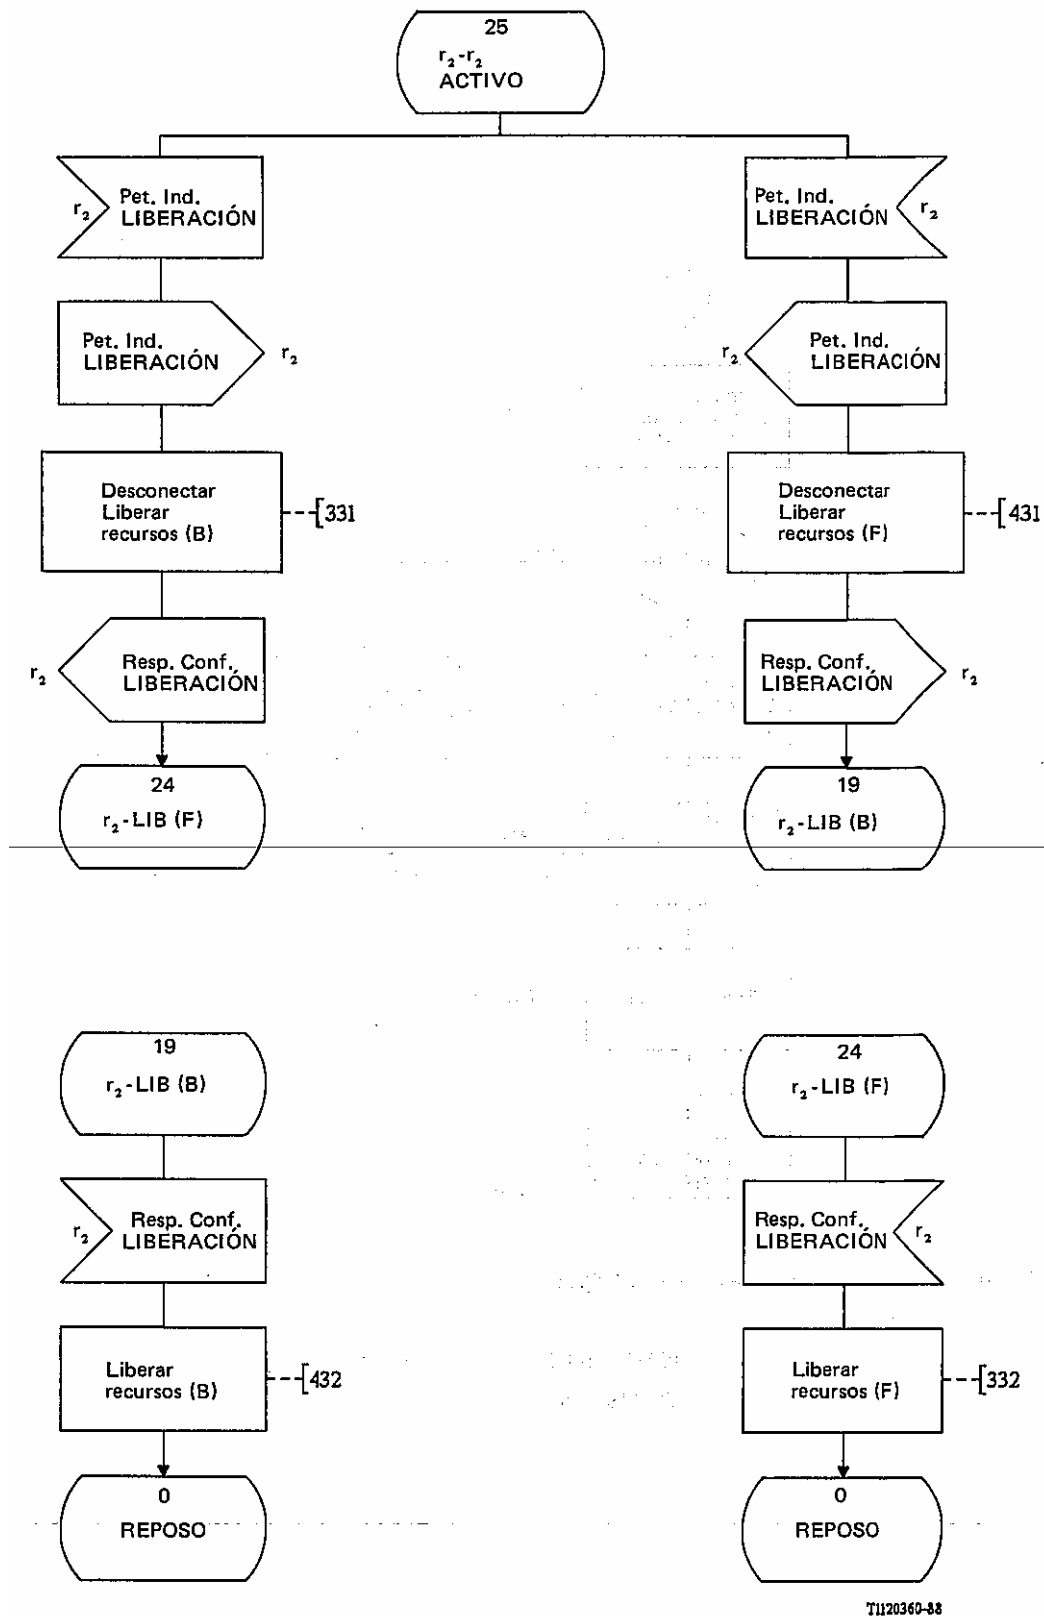 25
r₂-r₂
ACTIVO
r₂ Pet. Ind.
LIBERACIÓN
Pet. Ind. r₂
LIBERACIÓN
Pet. Ind.
LIBERACIÓN r₂
r₂ Pet. Ind.
LIBERACIÓN
Desconectar
Liberar
recursos (B)
331
Desconectar
Liberar
recursos (F)
431
r₂ Resp. Conf.
LIBERACIÓN
Resp. Conf. r₂
LIBERACIÓN
24
r₂-LIB (F)
19
r₂-LIB (B)
19
r₂-LIB (B)
24
r₂-LIB (F)
r₂ Resp. Conf.
LIBERACIÓN
Resp. Conf. r₂
LIBERACIÓN
Liberar
recursos (B)
432
Liberar
recursos (F)
332
0
REPOSO
0
REPOSO
T1120360-88